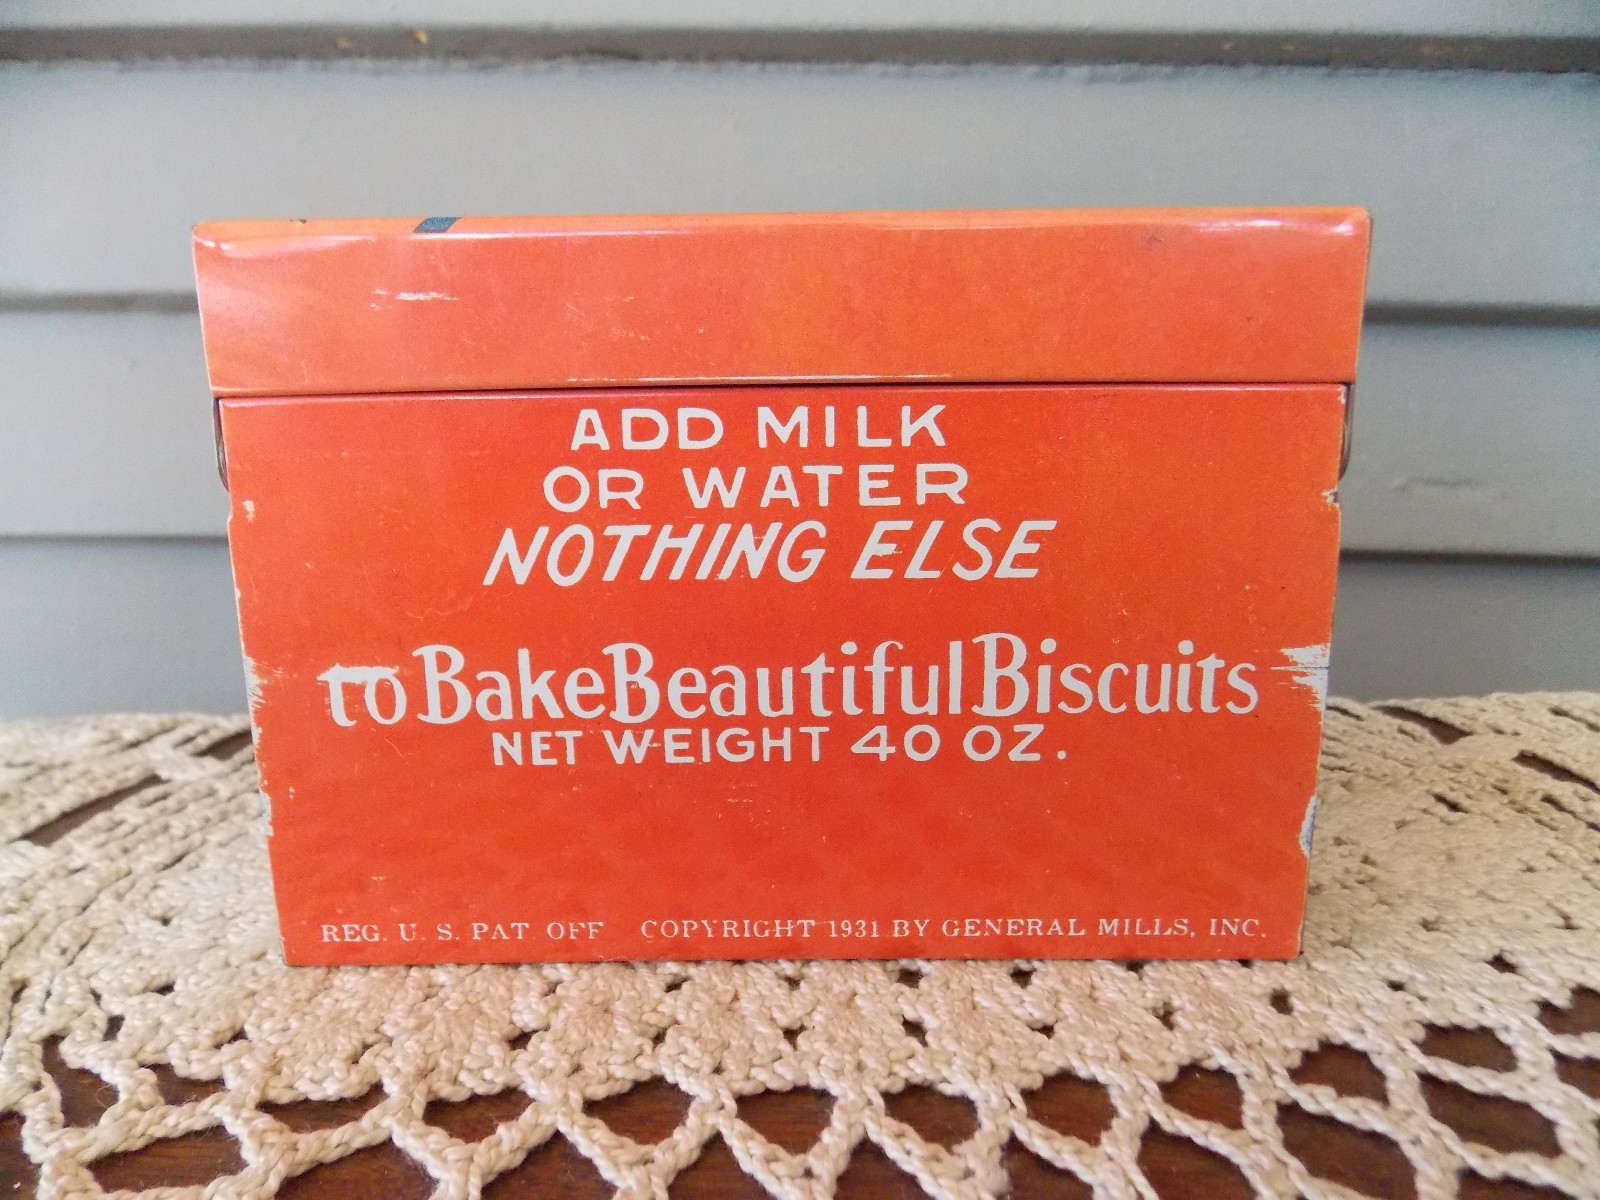 ADD MILK
OR WATER
NOTHING ELSE
to Bake Beautiful Biscuits
NET WEIGHT 40 OZ.
REG. U. S. PAT. OFF COPYRIGHT 1931 BY GENERAL MILLS, INC.